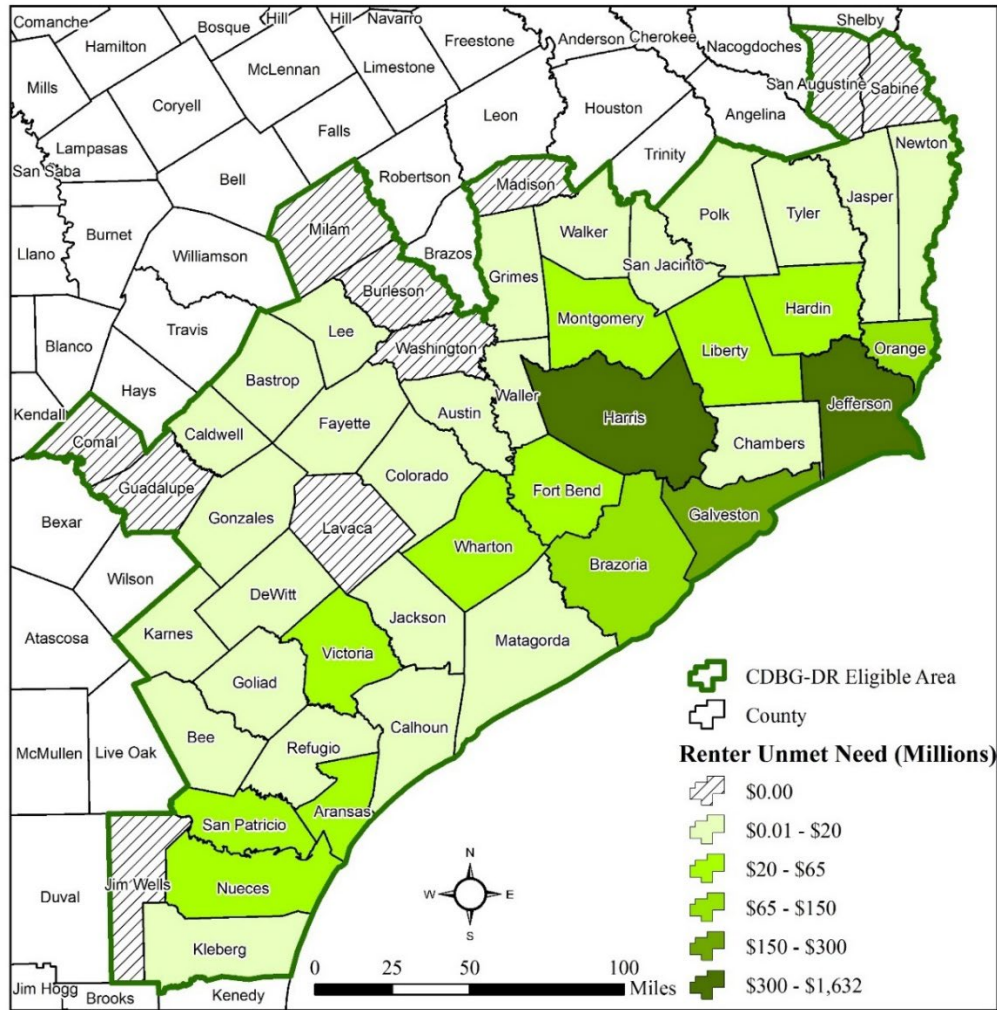 Comanche
Hill
Bosque
Hill
Navarro
Shelby
Hamilton
Freestone
Anderson
Cherokee
Nacogdoches
McLennan
Limestone
San Augustine
Sabine
Mills
Coryell
Leon
Houston
Angelina
Falls
Lampasas
San Saba
Bell
Robertson
Trinity
Newton
Madison
Jasper
Burnet
Milam
Polk
Tyler
Llano
Williamson
Brazos
Walker
Grimes
San Jacinto
Burleson
Travis
Lee
Montgomery
Hardin
Blanco
Washington
Liberty
Orange
Hays
Bastrop
Waller
Kendall
Austin
Harris
Jefferson
Comal
Caldwell
Fayette
Chambers
Guadalupe
Colorado
Fort Bend
Bexar
Gonzales
Lavaca
Galveston
Wharton
Brazoria
Wilson
DeWitt
Jackson
Atascosa
Karnes
Matagorda
Victoria
Goliad
McMullen
Live Oak
Bee
Refugio
Calhoun
Aransas
San Patricio
Duval
Jim Wells
Nueces
Kleberg
Jim Hogg
Brooks
Kenedy
CDBG-DR Eligible Area
County
Renter Unmet Need (Millions)
$0.00
$0.01 - $20
$20 - $65
$65 - $150
$150 - $300
$300 - $1,632
N
W
E
S
0 25 50 100
Miles